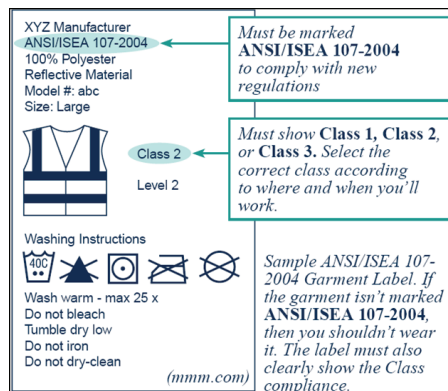 XYZ Manufacturer
ANSI/ISEA 107-2004
100% Polyester
Reflective Material
Model #: abc
Size: Large
Must be marked
ANSI/ISEA 107-2004
to comply with new
regulations
Class 2
Level 2
Must show Class 1, Class 2,
or Class 3. Select the
correct class according
to where and when you'll
work.
Washing Instructions
40C
Wash warm - max 25 x
Do not bleach
Tumble dry low
Do not iron
Do not dry-clean
(mmm.com)
Sample ANSI/ISEA 107-
2004 Garment Label. If
the garment isn't marked
ANSI/ISEA 107-2004,
then you shouldn't wear
it. The label must also
clearly show the Class
compliance.